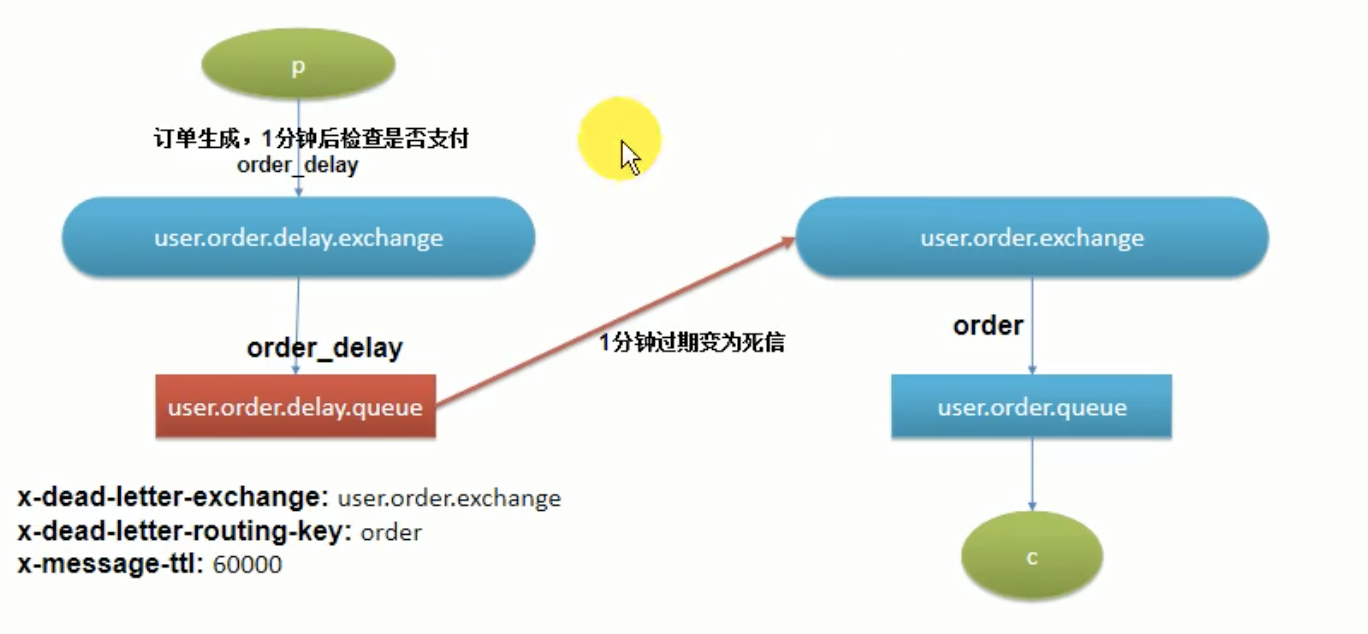 p
订单生成，1分钟后检查是否支付
order_delay
user.order.delay.exchange
user.order.exchange
order_delay
1分钟过期变为死信
order
user.order.delay.queue
user.order.queue
x-dead-letter-exchange: user.order.exchange
x-dead-letter-routing-key: order
x-message-ttl: 60000
c